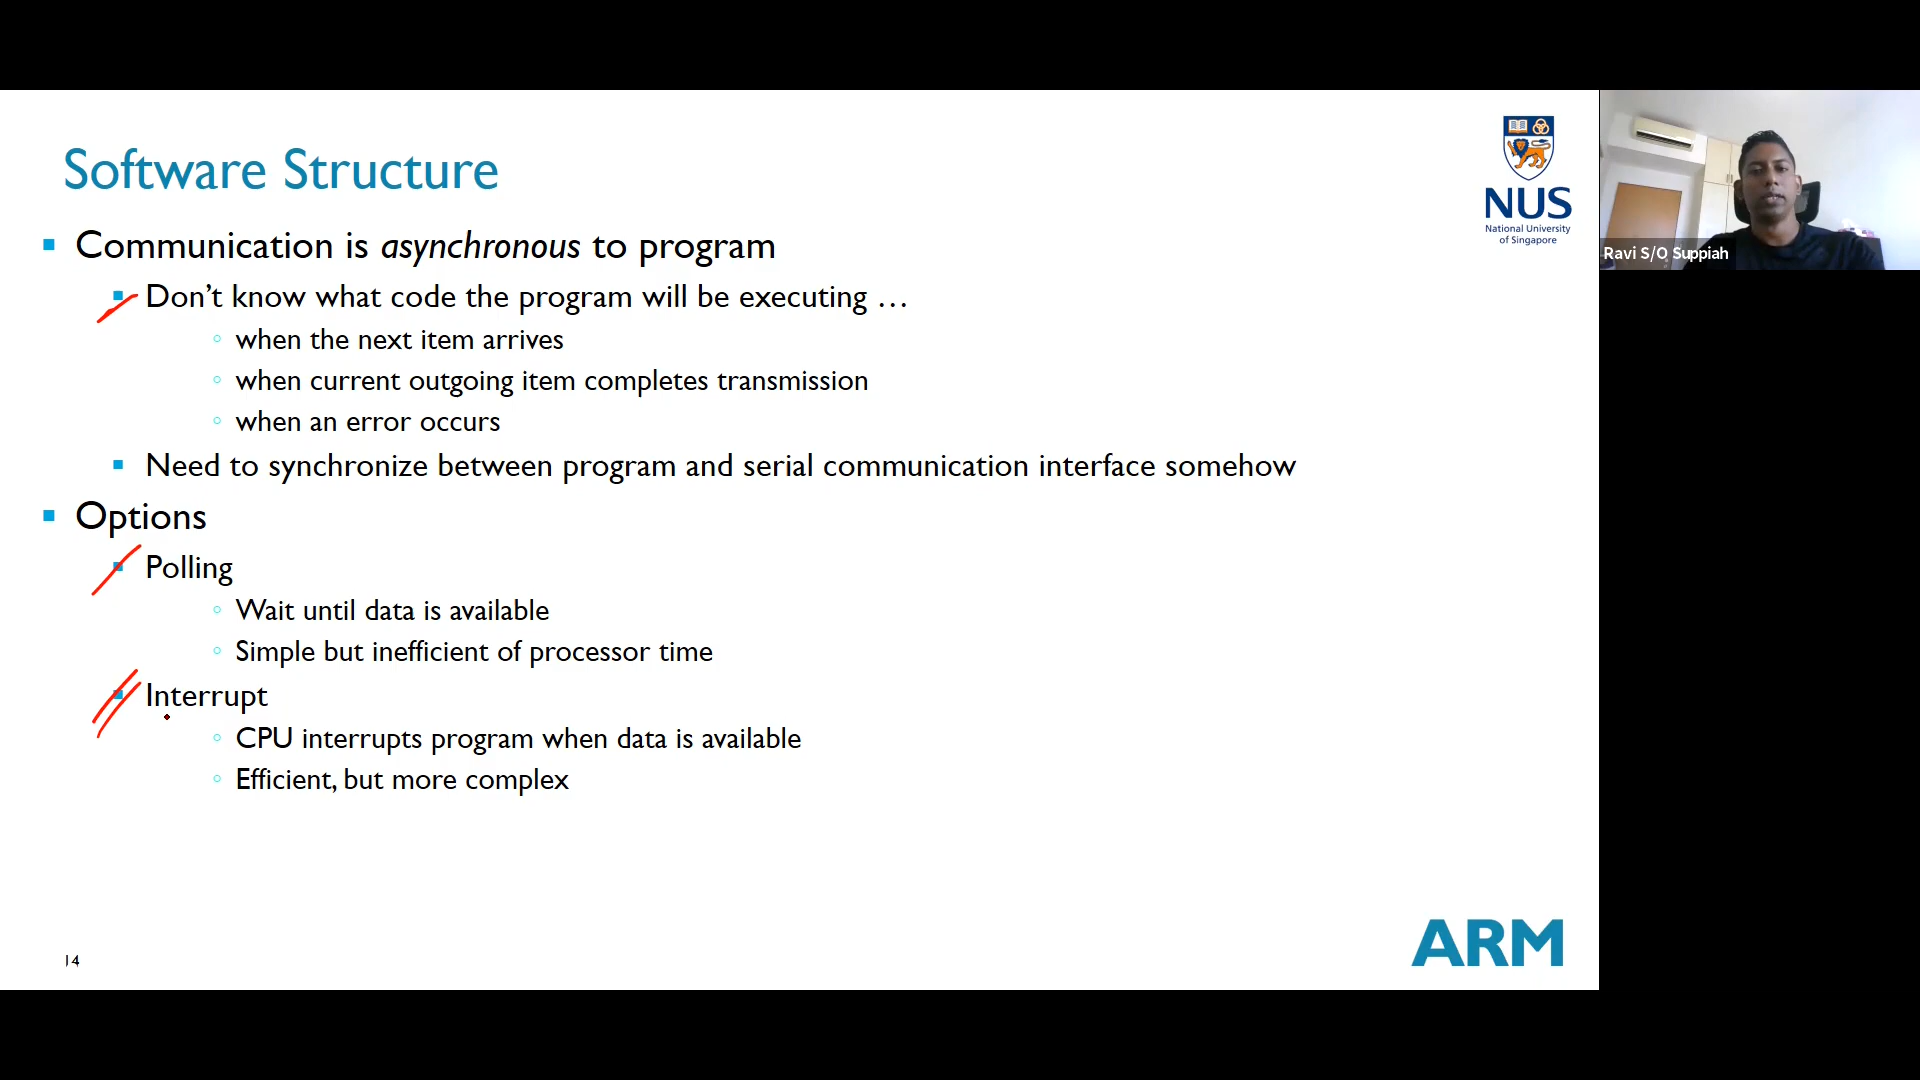 Software Structure
Communication is asynchronous to program
Don't know what code the program will be executing …
when the next item arrives
when current outgoing item completes transmission
when an error occurs
Need to synchronize between program and serial communication interface somehow
Options
Polling
Wait until data is available
Simple but inefficient of processor time
Interrupt
CPU interrupts program when data is available
Efficient, but more complex
14
NUS
National University
of Singapore
ARM
Ravi S/O Suppiah